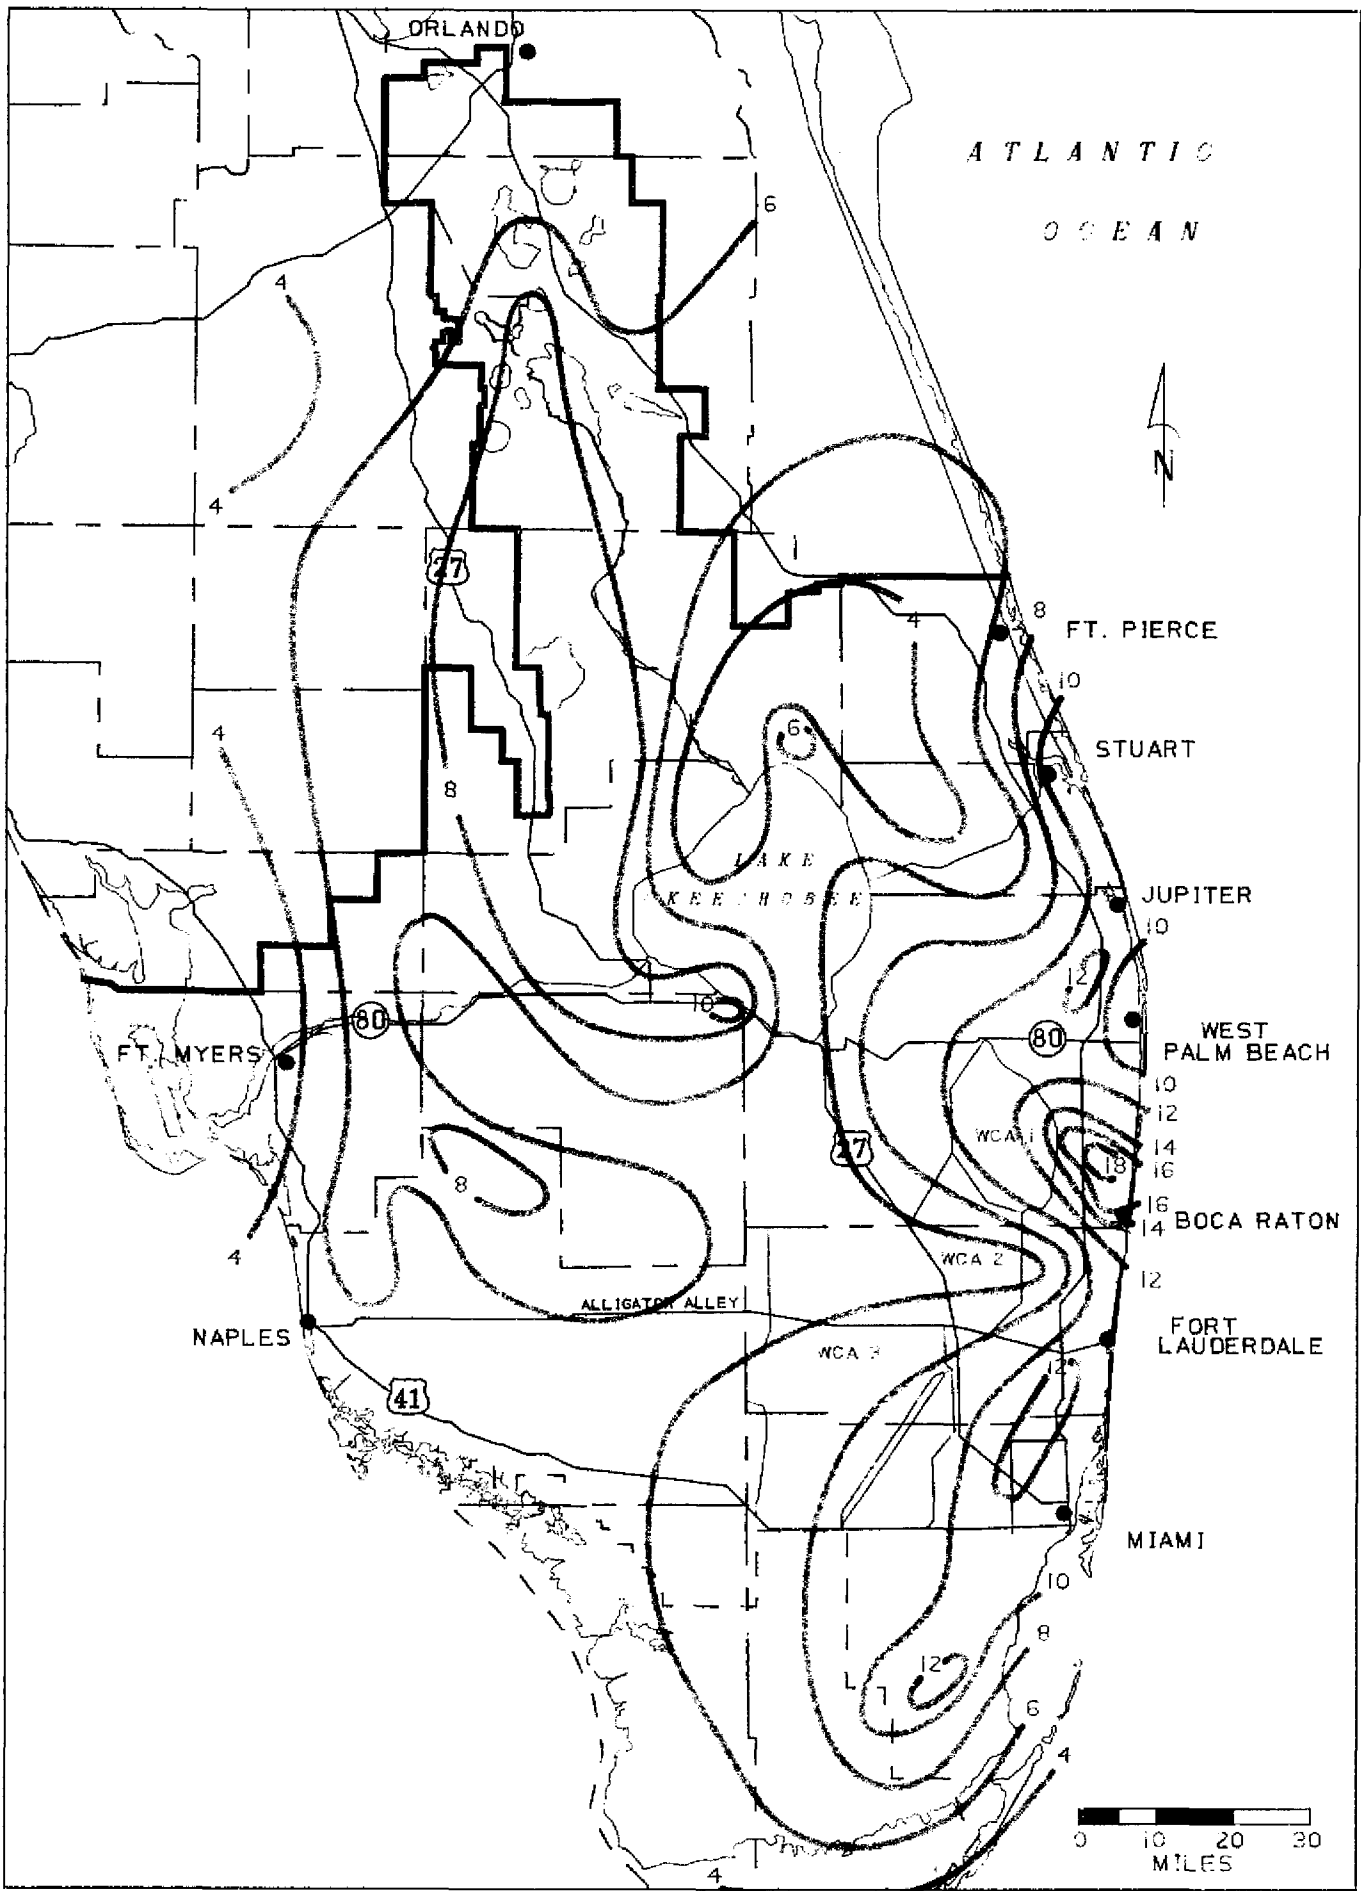 ORLANDO
ATLANTIC
OCEAN
6
4
N
4
27
8
FT. PIERCE
4
10
6
STUART
4
8
LAKE
JUPITER
10
12
10
80
80
WEST
PALM BEACH
FT. MYERS
10
12
WCA 1
27
14
16
18
8
16
BOCA RATON
14
4
WCA 2
12
ALLIGATOR ALLEY
FORT
LAUDERDALE
NAPLES
WCA 3
12
41
MIAMI
10
8
12
6
4
0 10 20 30
MILES
4